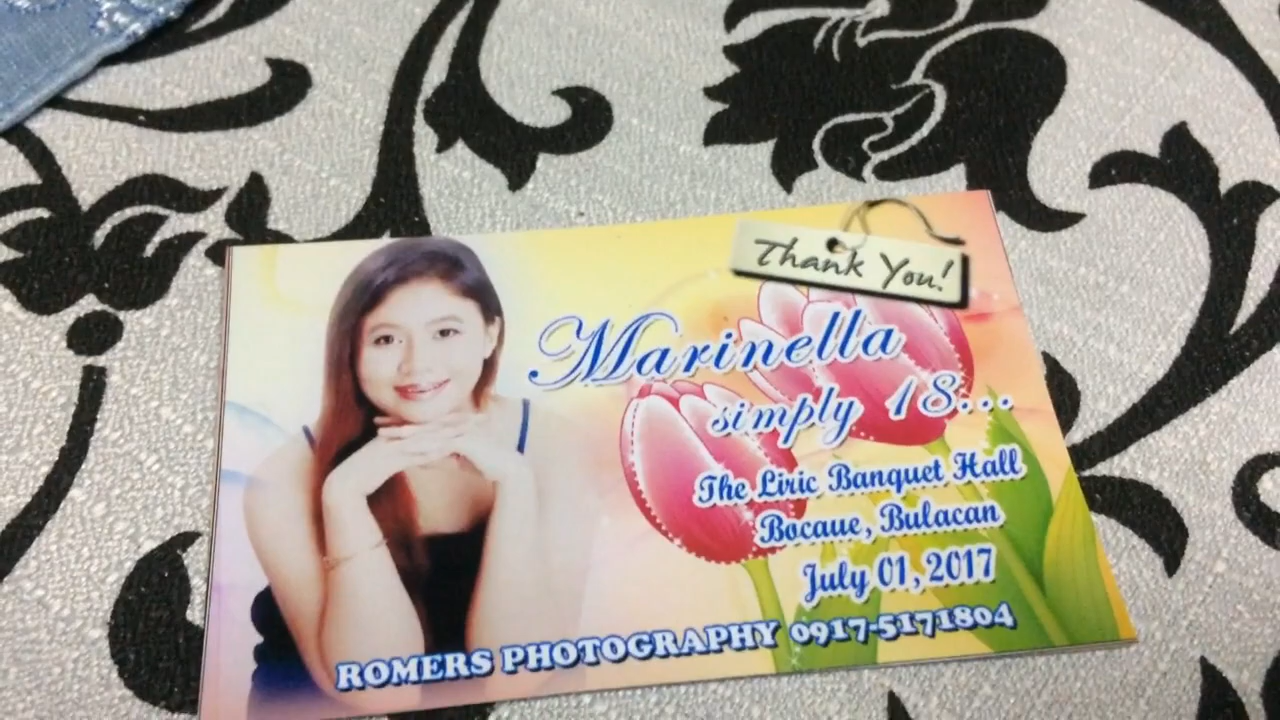 Thank You!
Marinella
simply 18...
The Liric Banquet Hall
Bocaue, Bulacan
July 01, 2017
ROMERS PHOTOGRAPHY 0917-5171804